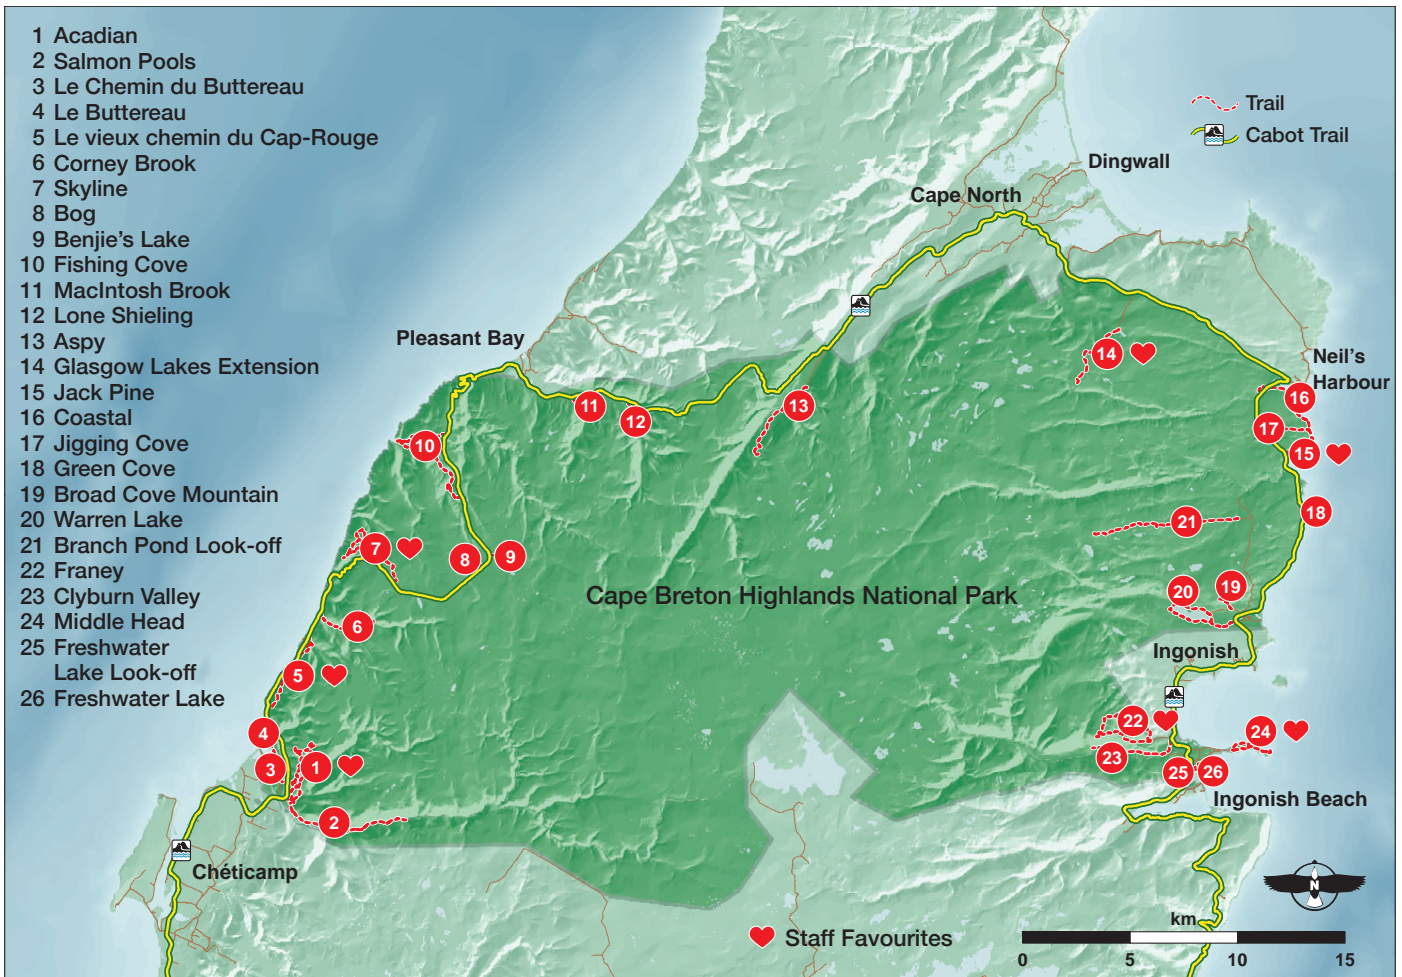 1 Acadian
2 Salmon Pools
3 Le Chemin du Buttereau
4 Le Buttereau
5 Le vieux chemin du Cap-Rouge
6 Corney Brook
7 Skyline
8 Bog
9 Benjie's Lake
10 Fishing Cove
11 MacIntosh Brook
12 Lone Shieling
13 Aspy
14 Glasgow Lakes Extension
15 Jack Pine
16 Coastal
17 Jigging Cove
18 Green Cove
19 Broad Cove Mountain
20 Warren Lake
21 Branch Pond Look-off
22 Franey
23 Clyburn Valley
24 Middle Head
25 Freshwater
Lake Look-off
26 Freshwater Lake
Trail
Cabot Trail
Dingwall
Cape North
Pleasant Bay
Neil's
Harbour
14
16
13
11
12
17
10
15
18
21
7
8
9
Cape Breton Highlands National Park
20
19
6
Ingonish
5
22
24
4
23
3
1
25
26
Ingonish Beach
2
Chéticamp
N
km
Staff Favourites
0
5
10
15